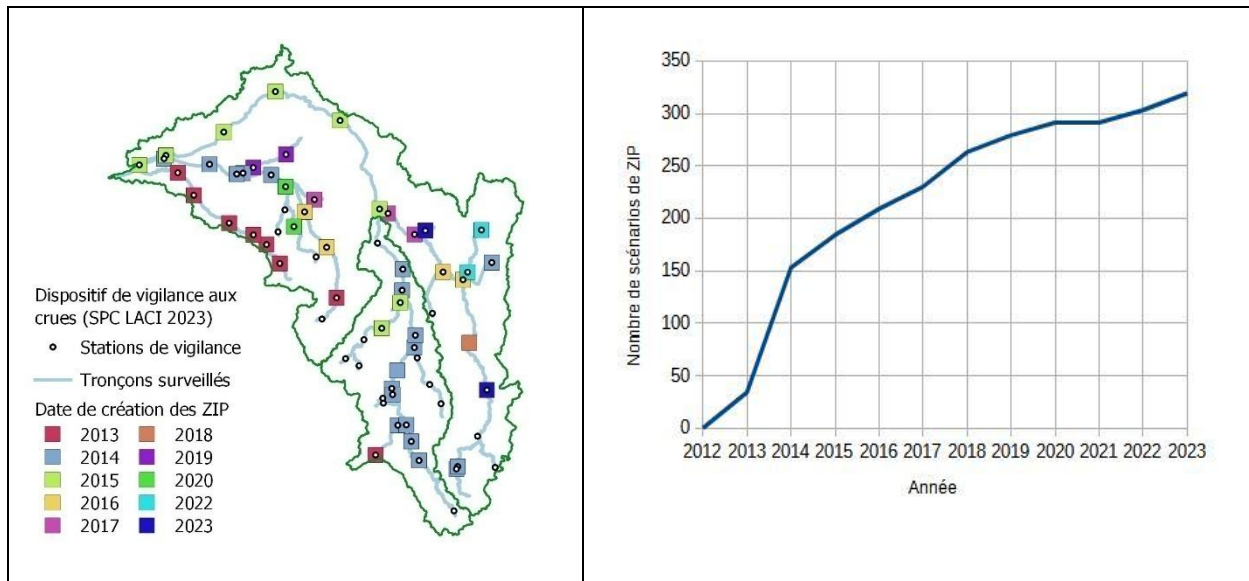 Dispositif de vigilance aux
crues (SPC LACI 2023)
Stations de vigilance
Tronçons surveillés
Date de création des ZIP
2013 2018
2014 2019
2015 2020
2016 2022
2017 2023
Nombre de scénarios de ZIP
350
300
250
200
150
100
50
0
2012 2013 2014 2015 2016 2017 2018 2019 2020 2021 2022 2023
Année